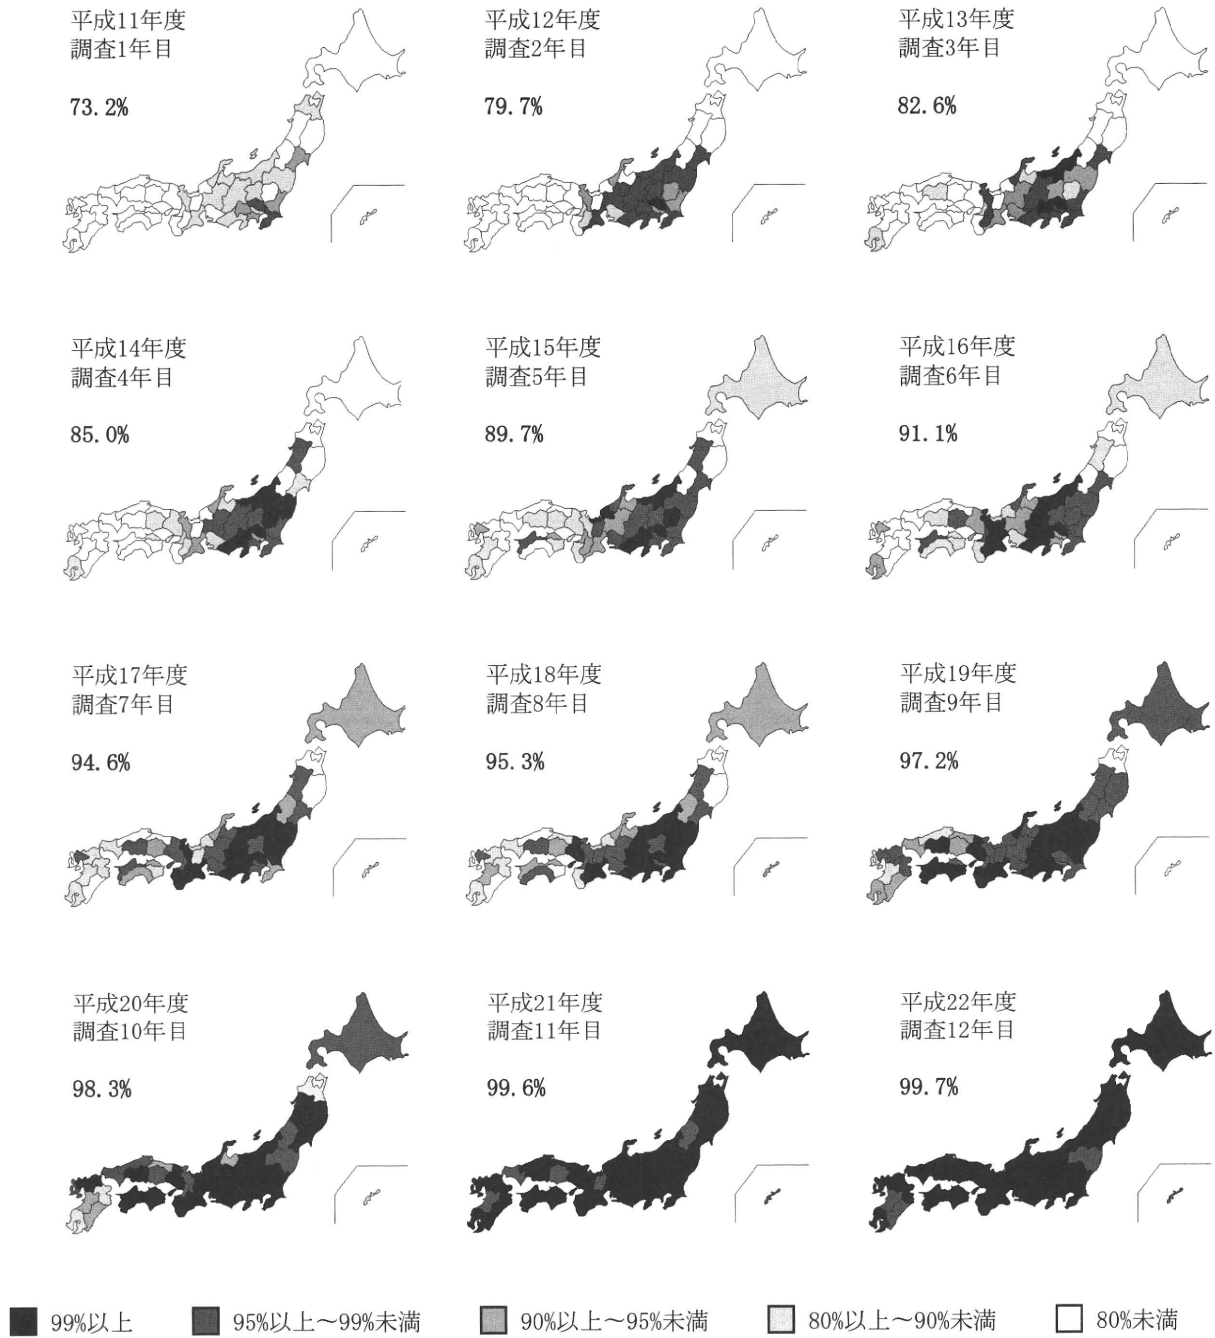 平成11年度
調査1年目
73.2%
平成12年度
調査2年目
79.7%
平成13年度
調査3年目
82.6%
平成14年度
調査4年目
85.0%
平成15年度
調査5年目
89.7%
平成16年度
調査6年目
91.1%
平成17年度
調査7年目
94.6%
平成18年度
調査8年目
95.3%
平成19年度
調査9年目
97.2%
平成20年度
調査10年目
98.3%
平成21年度
調査11年目
99.6%
平成22年度
調査12年目
99.7%
99%以上
95%以上～99%未満
90%以上～95%未満
80%以上～90%未満
80%未満